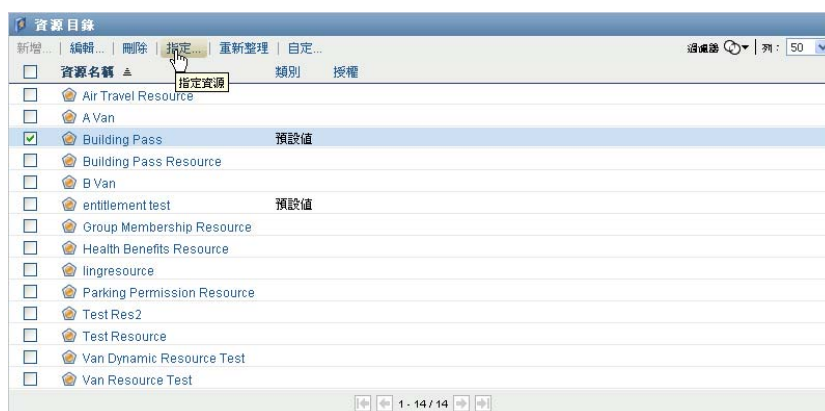 資源目錄
新增... | 編輯... | 刪除 | 指定... | 重新整理 | 自定... 過濾器 列: 50
資源名稱 類別 授權
指定資源
Air Travel Resource
A Van
Building Pass 預設值
Building Pass Resource
B Van
entitlement test 預設值
Group Membership Resource
Health Benefits Resource
lingresource
Parking Permission Resource
Test Res2
Test Resource
Van Dynamic Resource Test
Van Resource Test
1 - 14 / 14